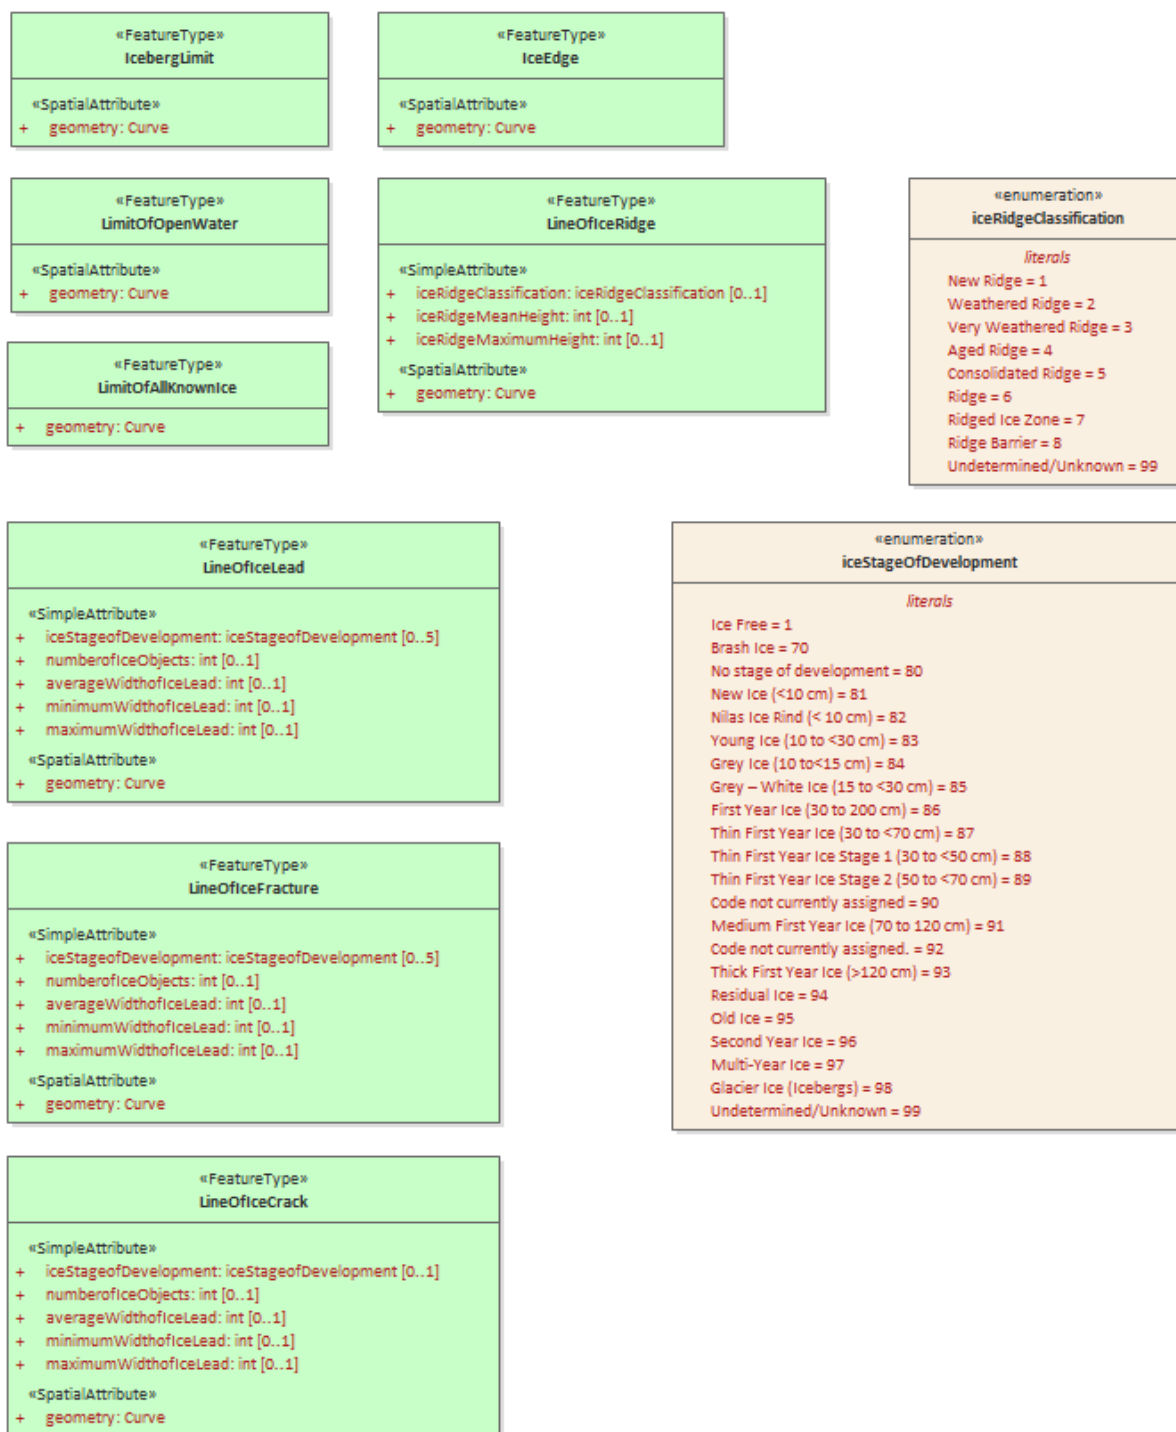 «FeatureType»
IcebergLimit
«SpatialAttribute»
+ geometry: Curve
«FeatureType»
IceEdge
«SpatialAttribute»
+ geometry: Curve
«FeatureType»
LimitOfOpenWater
«SpatialAttribute»
+ geometry: Curve
«FeatureType»
LineOfIceRidge
«SimpleAttribute»
+ iceRidgeClassification: iceRidgeClassification [0..1]
+ iceRidgeMeanHeight: int [0..1]
+ iceRidgeMaximumHeight: int [0..1]
«SpatialAttribute»
+ geometry: Curve
«enumeration»
iceRidgeClassification
literals
New Ridge = 1
Weathered Ridge = 2
Very Weathered Ridge = 3
Aged Ridge = 4
Consolidated Ridge = 5
Ridge = 6
Ridged Ice Zone = 7
Ridge Barrier = 8
Undetermined/Unknown = 99
«FeatureType»
LimitOfAllKnownIce
+ geometry: Curve
«FeatureType»
LineOfIceLead
«SimpleAttribute»
+ iceStageofDevelopment: iceStageofDevelopment [0..5]
+ numberofIceObjects: int [0..1]
+ averageWidthofIceLead: int [0..1]
+ minimumWidthofIceLead: int [0..1]
+ maximumWidthofIceLead: int [0..1]
«SpatialAttribute»
+ geometry: Curve
«enumeration»
iceStageOfDevelopment
literals
Ice Free = 1
Brash Ice = 70
No stage of development = 80
New Ice (<10 cm) = 81
Nilas Ice Rind (< 10 cm) = 82
Young Ice (10 to <30 cm) = 83
Grey Ice (10 to<15 cm) = 84
Grey – White Ice (15 to <30 cm) = 85
First Year Ice (30 to 200 cm) = 86
Thin First Year Ice (30 to <70 cm) = 87
Thin First Year Ice Stage 1 (30 to <50 cm) = 88
Thin First Year Ice Stage 2 (50 to <70 cm) = 89
Code not currently assigned = 90
Medium First Year Ice (70 to 120 cm) = 91
Code not currently assigned. = 92
Thick First Year Ice (>120 cm) = 93
Residual Ice = 94
Old Ice = 95
Second Year Ice = 96
Multi-Year Ice = 97
Glacier Ice (Icebergs) = 98
Undetermined/Unknown = 99
«FeatureType»
LineOfIceFracture
«SimpleAttribute»
+ iceStageofDevelopment: iceStageofDevelopment [0..5]
+ numberofIceObjects: int [0..1]
+ averageWidthofIceLead: int [0..1]
+ minimumWidthofIceLead: int [0..1]
+ maximumWidthofIceLead: int [0..1]
«SpatialAttribute»
+ geometry: Curve
«FeatureType»
LineOfIceCrack
«SimpleAttribute»
+ iceStageofDevelopment: iceStageofDevelopment [0..1]
+ numberofIceObjects: int [0..1]
+ averageWidthofIceLead: int [0..1]
+ minimumWidthofIceLead: int [0..1]
+ maximumWidthofIceLead: int [0..1]
«SpatialAttribute»
+ geometry: Curve